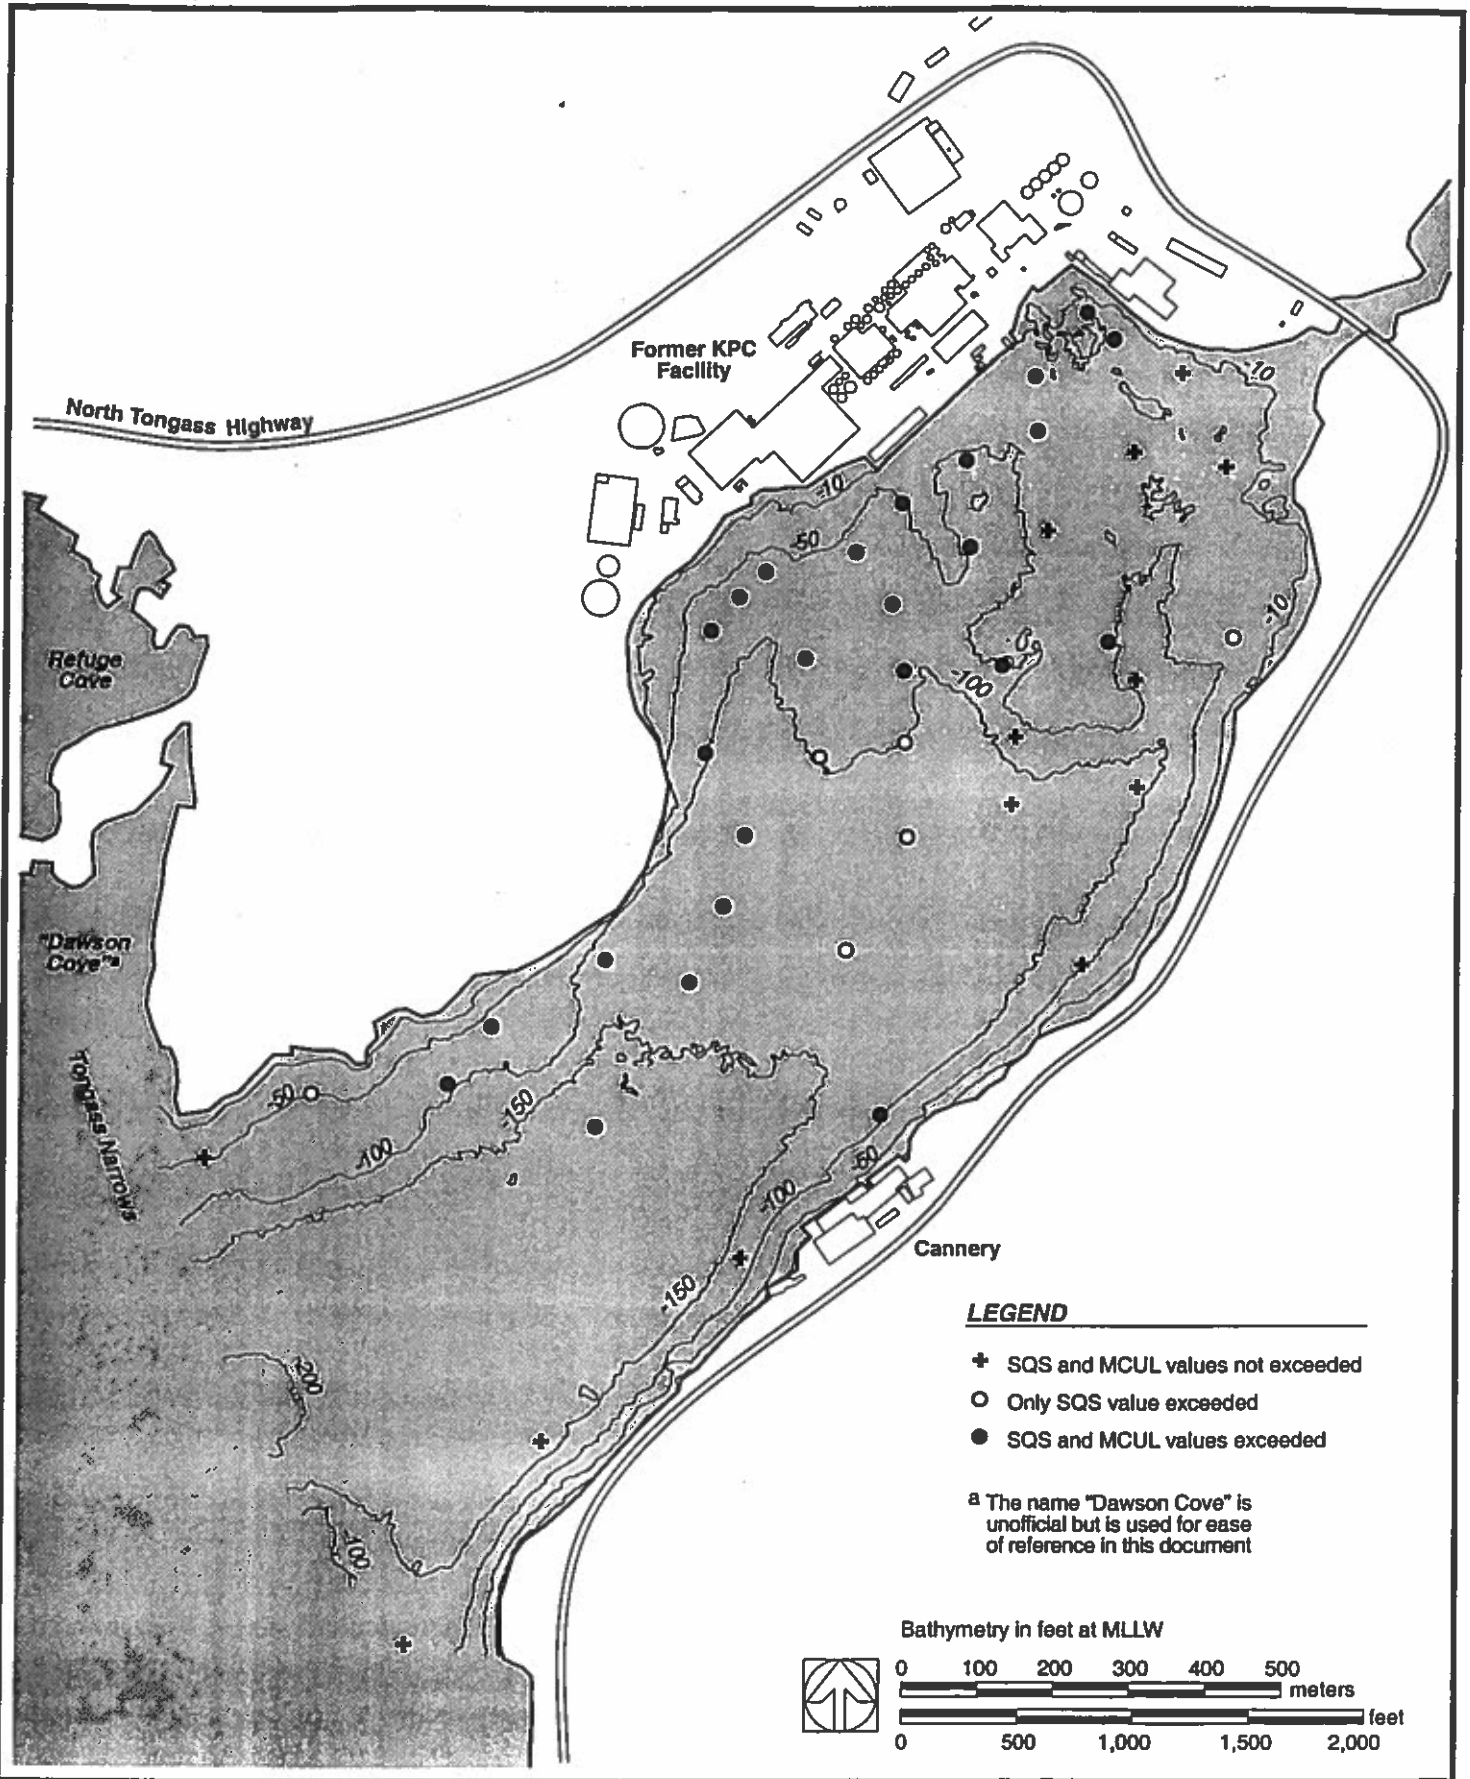 Former KPC
Facility
North Tongass Highway
-10
-10
-50
Refuge
Cove
-10
-100
"Dawson
Cove"a
Tongass Narrows
-50
-150
-100
-50
-100
Cannery
-150
LEGEND
SQS and MCUL values not exceeded
-200
Only SQS value exceeded
SQS and MCUL values exceeded
a The name "Dawson Cove" is
unofficial but is used for ease
of reference in this document
-100
Bathymetry in feet at MLLW
0 100 200 300 400 500
meters
feet
0 500 1,000 1,500 2,000